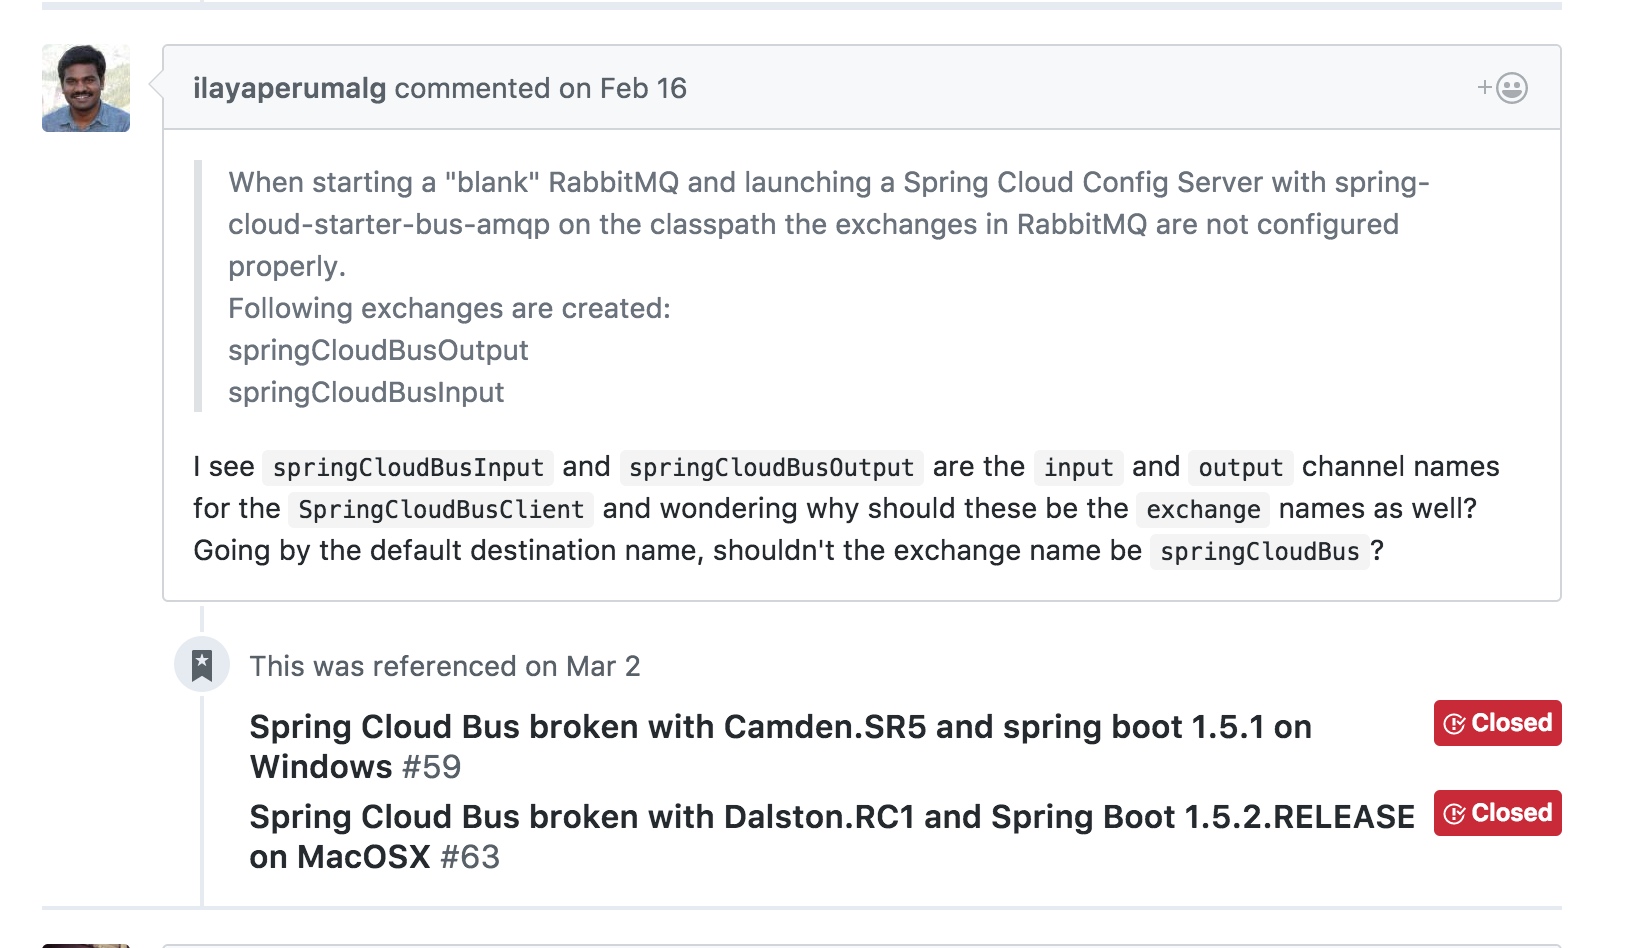 ilayaperumalg commented on Feb 16
When starting a "blank" RabbitMQ and launching a Spring Cloud Config Server with spring-
cloud-starter-bus-amqp on the classpath the exchanges in RabbitMQ are not configured
properly.
Following exchanges are created:
springCloudBusOutput
springCloudBusInput
I see springCloudBusInput and springCloudBusOutput are the input and output channel names
for the SpringCloudBusClient and wondering why should these be the exchange names as well?
Going by the default destination name, shouldn't the exchange name be springCloudBus ?
This was referenced on Mar 2
Spring Cloud Bus broken with Camden.SR5 and spring boot 1.5.1 on
Windows #59
Closed
Spring Cloud Bus broken with Dalston.RC1 and Spring Boot 1.5.2.RELEASE
on MacOSX #63
Closed